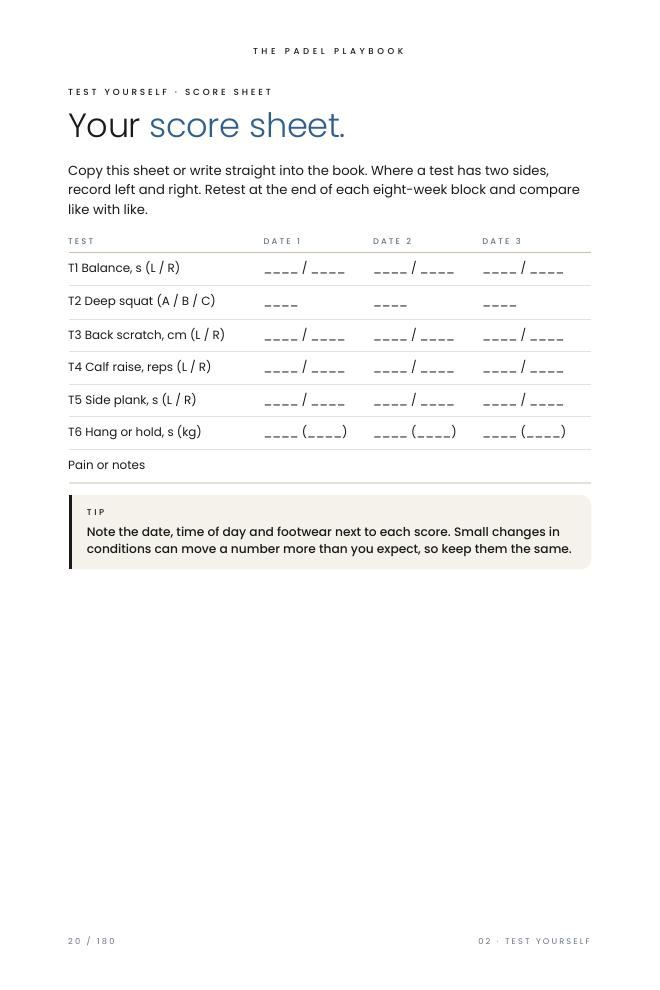 THE PADEL PLAYBOOK
TEST YOURSELF · SCORE SHEET
Your score sheet.
Copy this sheet or write straight into the book. Where a test has two sides,
record left and right. Retest at the end of each eight-week block and compare
like with like.
TEST DATE 1 DATE 2 DATE 3
T1 Balance, s (L / R) ____ / ____ ____ / ____ ____ / ____
T2 Deep squat (A / B / C) ____ ____ ____
T3 Back scratch, cm (L / R) ____ / ____ ____ / ____ ____ / ____
T4 Calf raise, reps (L / R) ____ / ____ ____ / ____ ____ / ____
T5 Side plank, s (L / R) ____ / ____ ____ / ____ ____ / ____
T6 Hang or hold, s (kg) ____ (____) ____ (____) ____ (____)
Pain or notes
TIP
Note the date, time of day and footwear next to each score. Small changes in
conditions can move a number more than you expect, so keep them the same.
20 / 180 02 · TEST YOURSELF